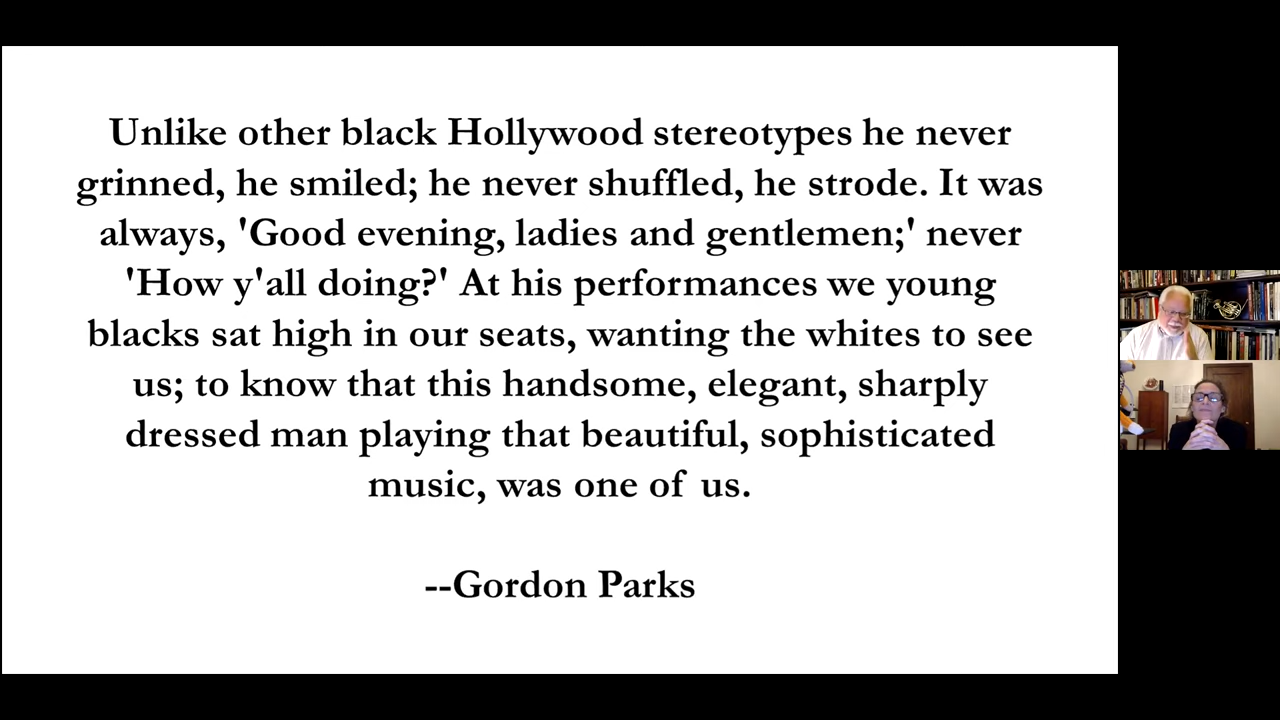 Unlike other black Hollywood stereotypes he never
grinned, he smiled; he never shuffled, he strode. It was
always, 'Good evening, ladies and gentlemen;' never
'How y'all doing?' At his performances we young
blacks sat high in our seats, wanting the whites to see
us; to know that this handsome, elegant, sharply
dressed man playing that beautiful, sophisticated
music, was one of us.
--Gordon Parks